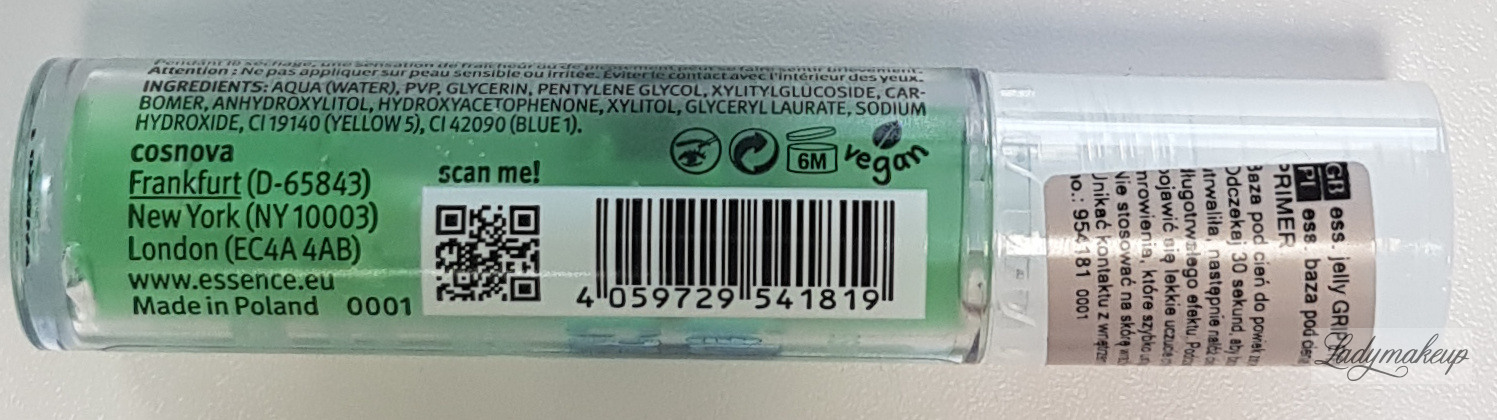 Attention : Ne pas appliquer sur peau sensible ou irritée. Éviter le contact avec l'intérieur des yeux.
INGREDIENTS: AQUA (WATER), PVP, GLYCERIN, PENTYLENE GLYCOL, XYLITYLGLUCOSIDE, CAR-
BOMER, ANHYDROXYLITOL, HYDROXYACETOPHENONE, XYLITOL, GLYCERYL LAURATE, SODIUM
HYDROXIDE, CI 19140 (YELLOW 5), CI 42090 (BLUE 1).
cosnova
Frankfurt (D-65843)
New York (NY 10003)
London (EC4A 4AB)
www.essence.eu
Made in Poland 0001
scan me!
6M
vegan
4 059729 541819
GB ess. jelly GRIP
PRIMER
PL ess. baza pod
Baza pod cień do powiek
Odczekaj 30 sekund, aby
utrwaliła, następnie
długotrwałego efektu.
pojawić się lekkie uczucie
mrowienia, które szybko
Nie stosować na skórę
Unikać kontaktu z
no.: 954181 0001
Ladymakeup